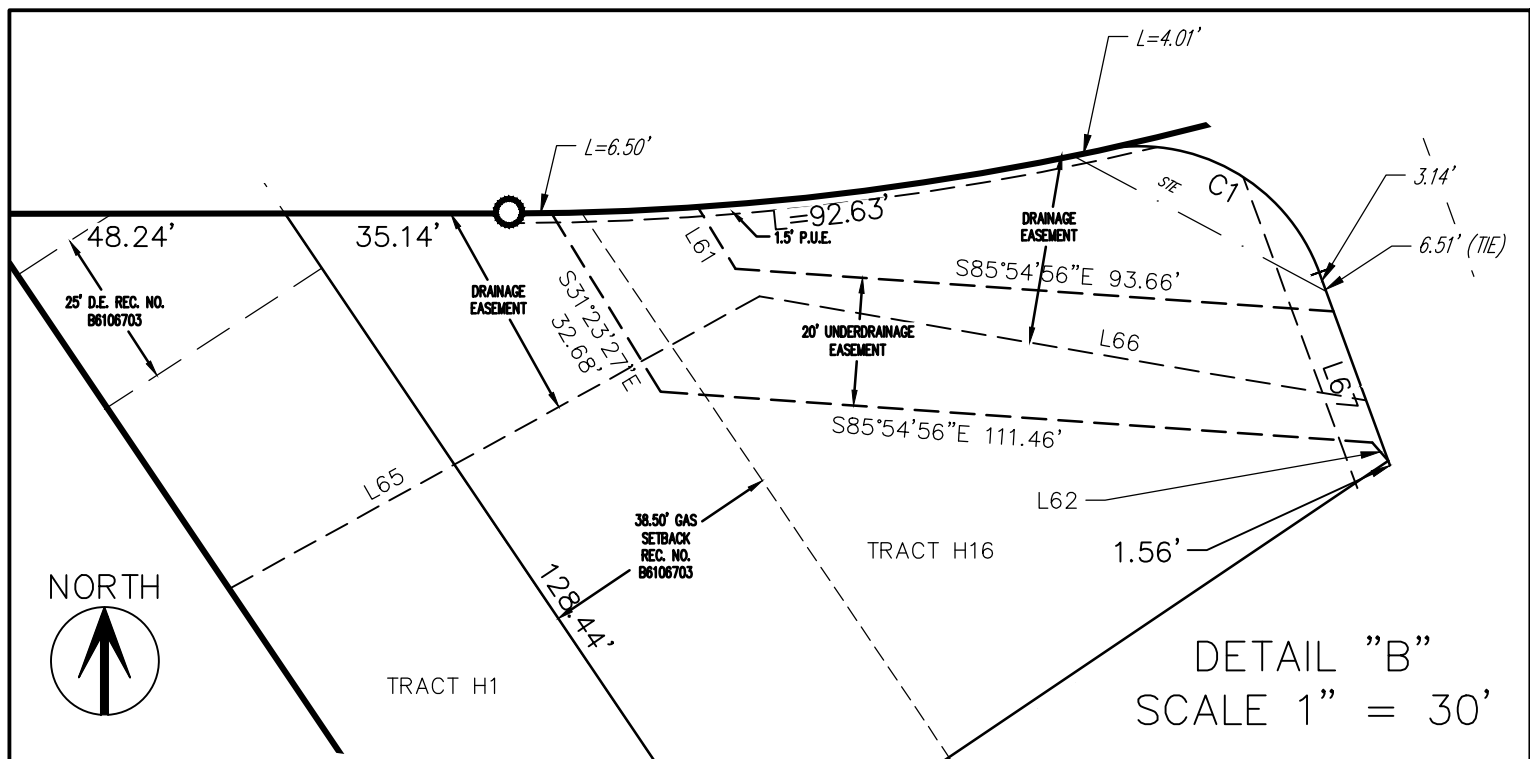 L=4.01’
L=6.50’
3.14’
STE
C1
48.24’
35.14’
L=92.63’
1.5' P.U.E.
DRAINAGE
EASEMENT
6.51’ (TIE)
L61
S85°54’56”E 93.66’
25' D.E. REC. NO.
B6106703
DRAINAGE
EASEMENT
S31°23’27”E
32.68’
20' UNDERDRAINAGE
EASEMENT
L66
L67
S85°54’56”E 111.46’
L65
L62
38.50' GAS
SETBACK
REC. NO.
B6106703
TRACT H16
1.56’
NORTH
128.44’
TRACT H1
DETAIL ”B”
SCALE 1” = 30’